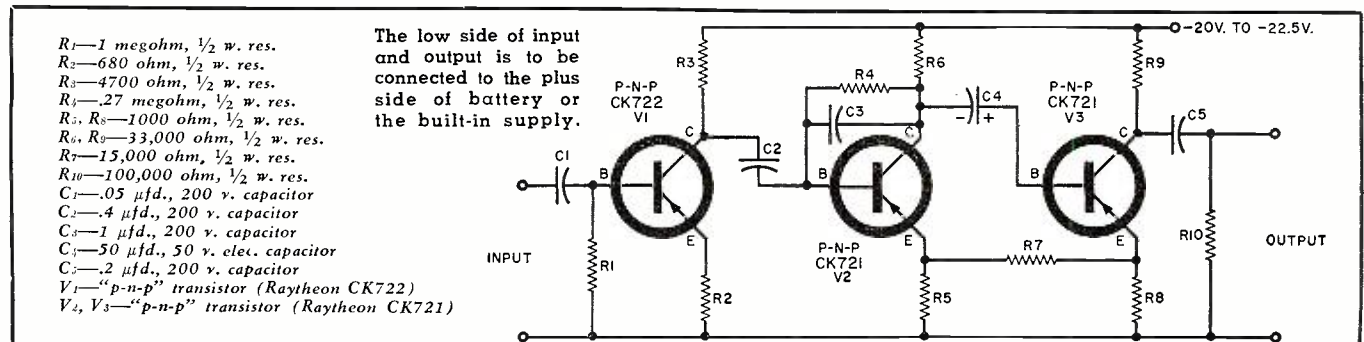 R₁—1 megohm, ½ w. res.
R₂—680 ohm, ½ w. res.
R₃—4700 ohm, ½ w. res.
R₄—.27 megohm, ½ w. res.
R₅, R₈—1000 ohm, ½ w. res.
R₆, R₉—33,000 ohm, ½ w. res.
R₇—15,000 ohm, ½ w. res.
R₁₀—100,000 ohm, ½ w. res.
C₁—.05 μfd., 200 v. capacitor
C₂—.4 μfd., 200 v. capacitor
C₃—1 μfd., 200 v. capacitor
C₄—50 μfd., 50 v. elec. capacitor
C₅—.2 μfd., 200 v. capacitor
V₁—"p-n-p" transistor (Raytheon CK722)
V₂, V₃—"p-n-p" transistor (Raytheon CK721)
The low side of input
and output is to be
connected to the plus
side of battery or
the built-in supply.
-20V. TO -22.5V.
R3
R6
R9
R4
P-N-P
CK722
V1
C3
C4
- +
P-N-P
CK721
V3
C5
C
C
C
C2
C1
B
B
B
E
E
E
P-N-P
CK721
V2
R7
R10
INPUT
OUTPUT
R1
R2
R5
R8